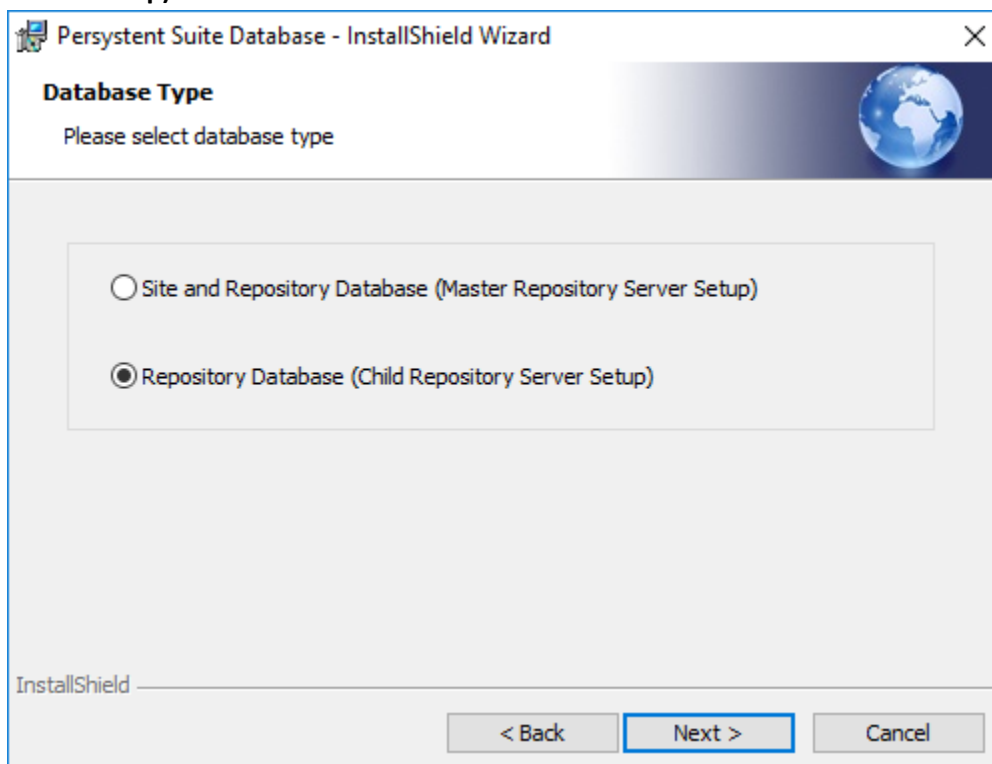 Persystent Suite Database - InstallShield Wizard
Database Type
Please select database type
Site and Repository Database (Master Repository Server Setup)
Repository Database (Child Repository Server Setup)
InstallShield
< Back Next > Cancel